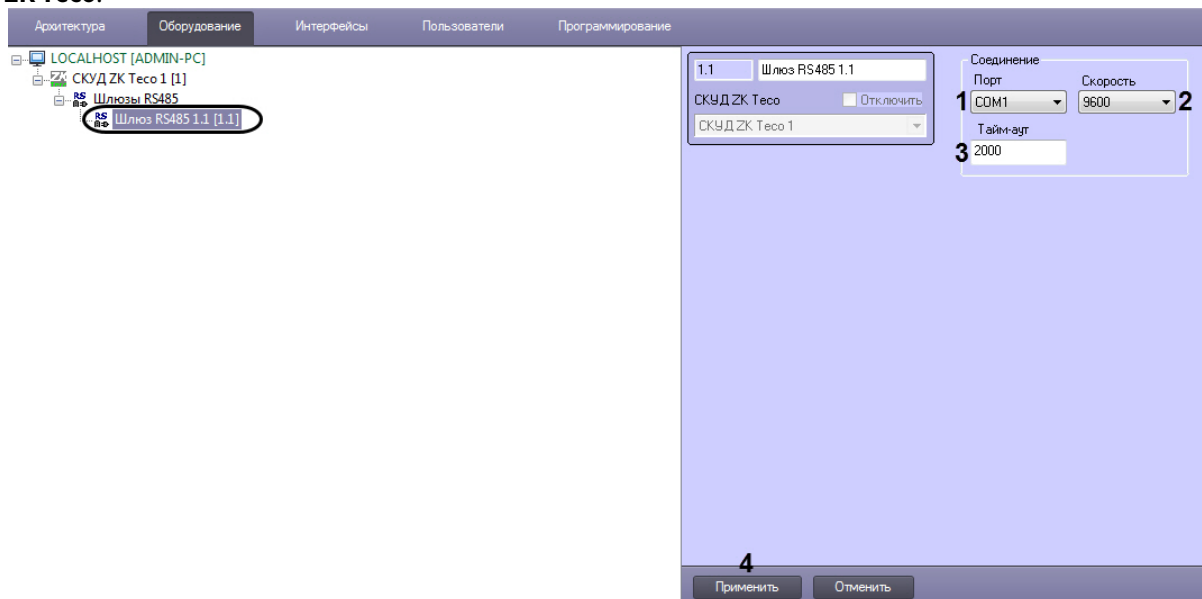 ZK Teco.
Архитектура Оборудование Интерфейсы Пользователи Программирование
LOCALHOST [ADMIN-PC]
СКУД ZK Teco 1 [1]
Шлюзы RS485
Шлюз RS485 1.1 [1.1]
1.1 Шлюз RS485 1.1
СКУД ZK Teco Отключить
СКУД ZK Teco 1
Соединение
Порт Скорость
1 COM1 9600 2
Тайм-аут
3 2000
4
Применить Отменить